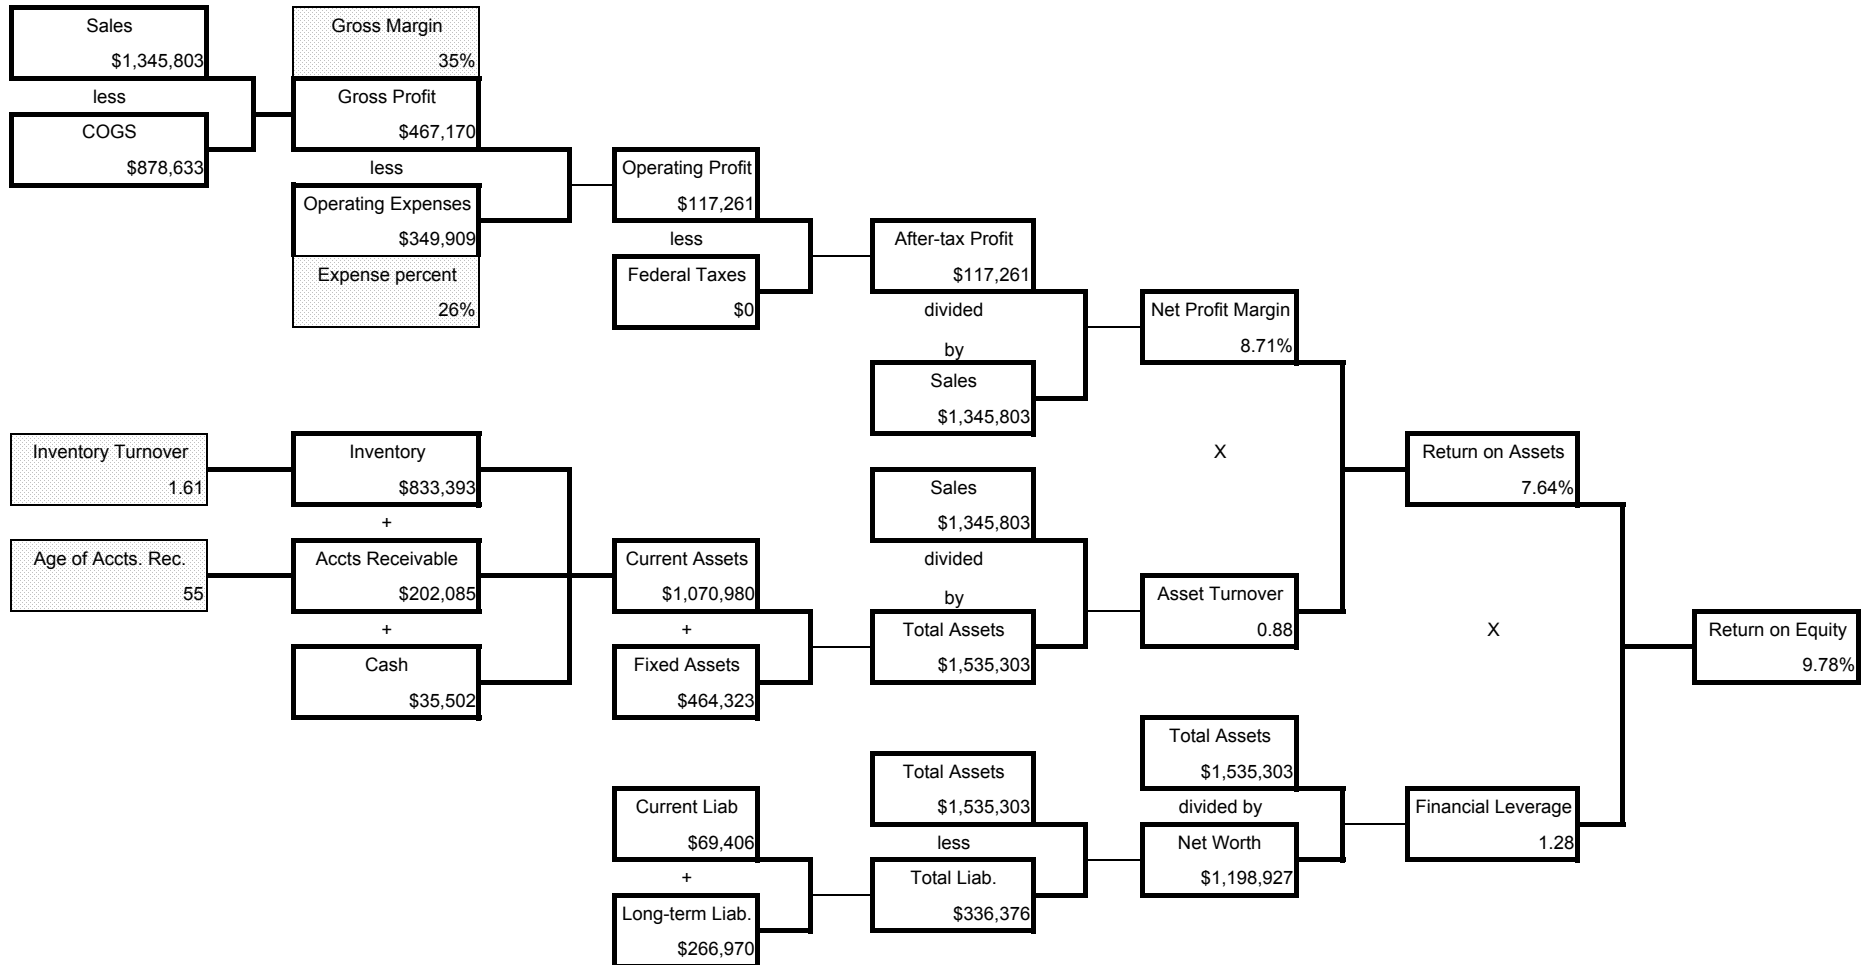 Sales
$1,345,803
less
COGS
$878,633
Gross Margin
35%
Gross Profit
$467,170
less
Operating Expenses
$349,909
Expense percent
26%
Operating Profit
$117,261
less
Federal Taxes
$0
After-tax Profit
$117,261
divided
by
Sales
$1,345,803
Net Profit Margin
8.71%
Inventory Turnover
1.61
Inventory
$833,393
+
Age of Accts. Rec.
55
Accts Receivable
$202,085
+
Cash
$35,502
Current Assets
$1,070,980
+
Fixed Assets
$464,323
Sales
$1,345,803
divided
by
Total Assets
$1,535,303
X
Asset Turnover
0.88
Return on Assets
7.64%
X
Return on Equity
9.78%
Current Liab
$69,406
+
Long-term Liab.
$266,970
Total Assets
$1,535,303
less
Total Liab.
$336,376
Total Assets
$1,535,303
divided by
Net Worth
$1,198,927
Financial Leverage
1.28